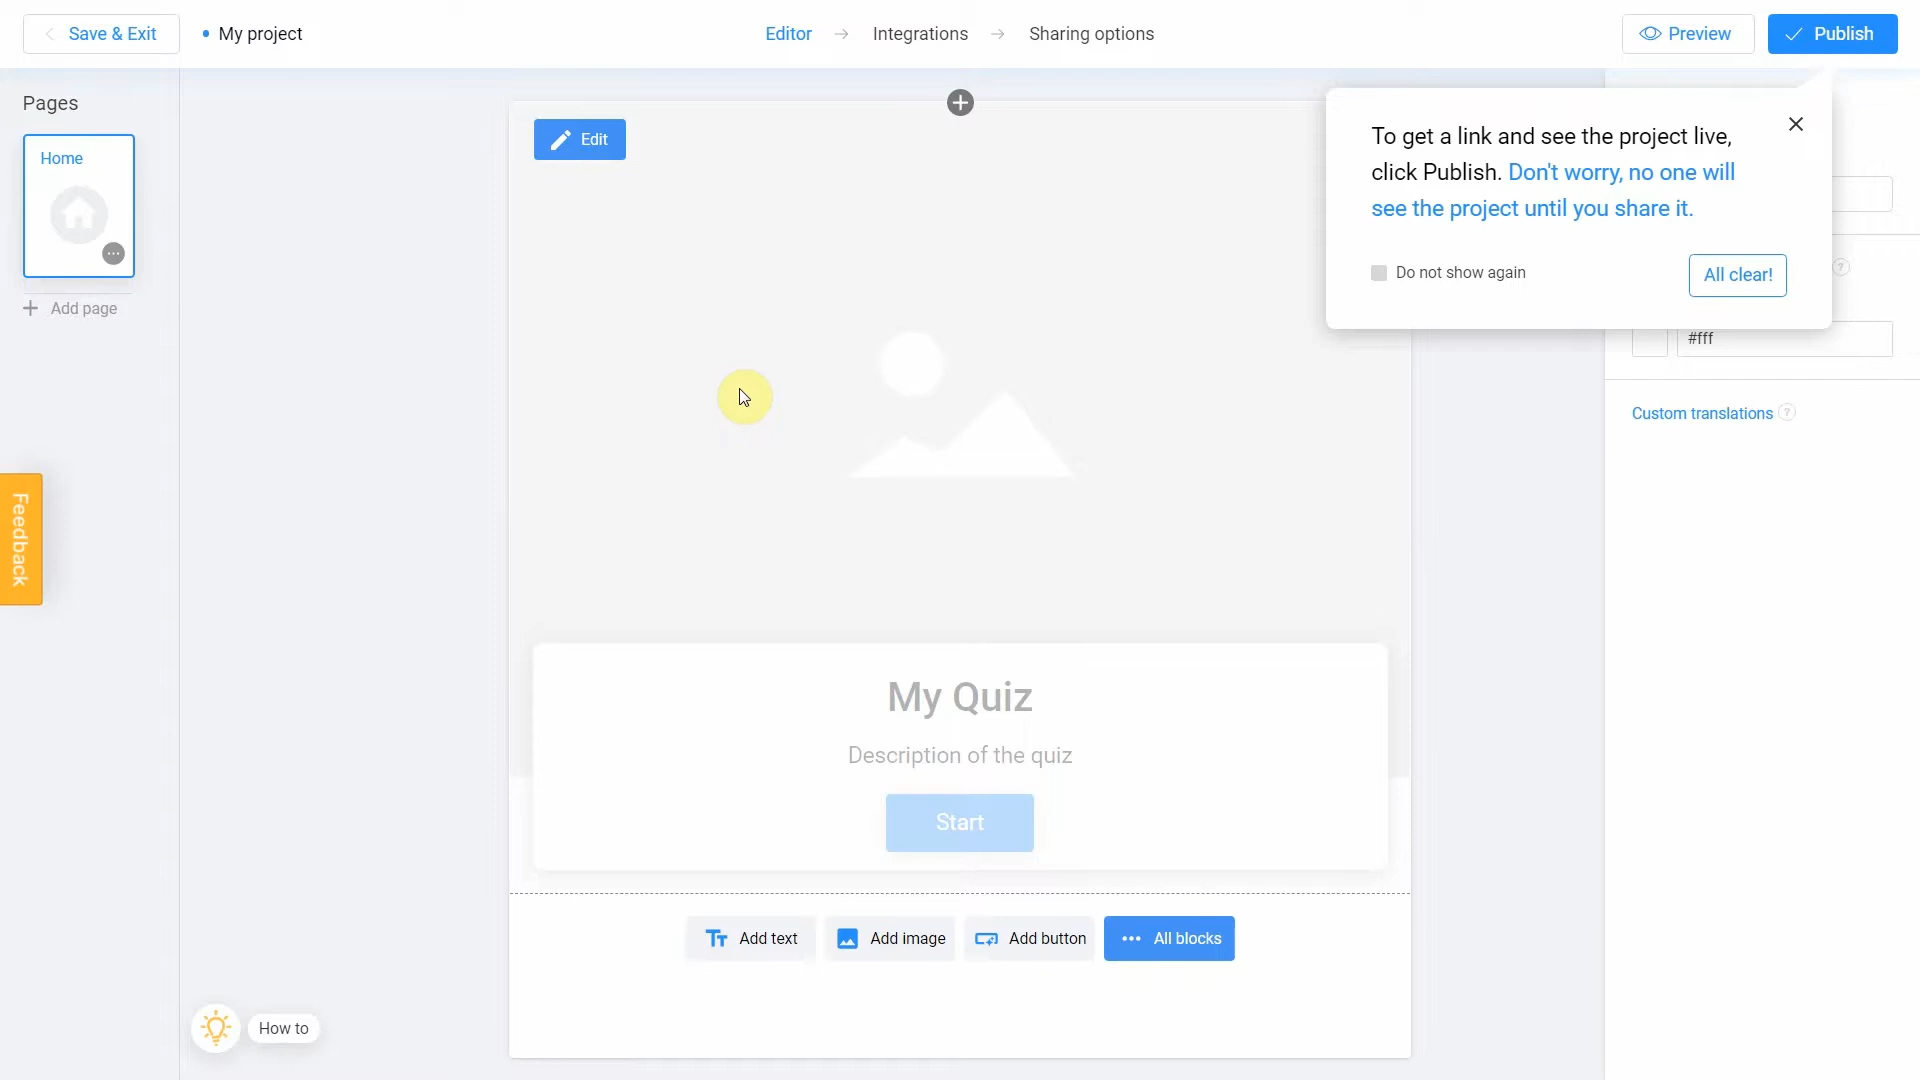 Save & Exit
My project
Editor
Integrations
Sharing options
Preview
Publish
Pages
Home
Add page
Edit
To get a link and see the project live,
click Publish. Don't worry, no one will
see the project until you share it.
Do not show again
All clear!
?
#fff
Custom translations ?
Feedback
My Quiz
Description of the quiz
Start
Add text
Add image
Add button
All blocks
How to